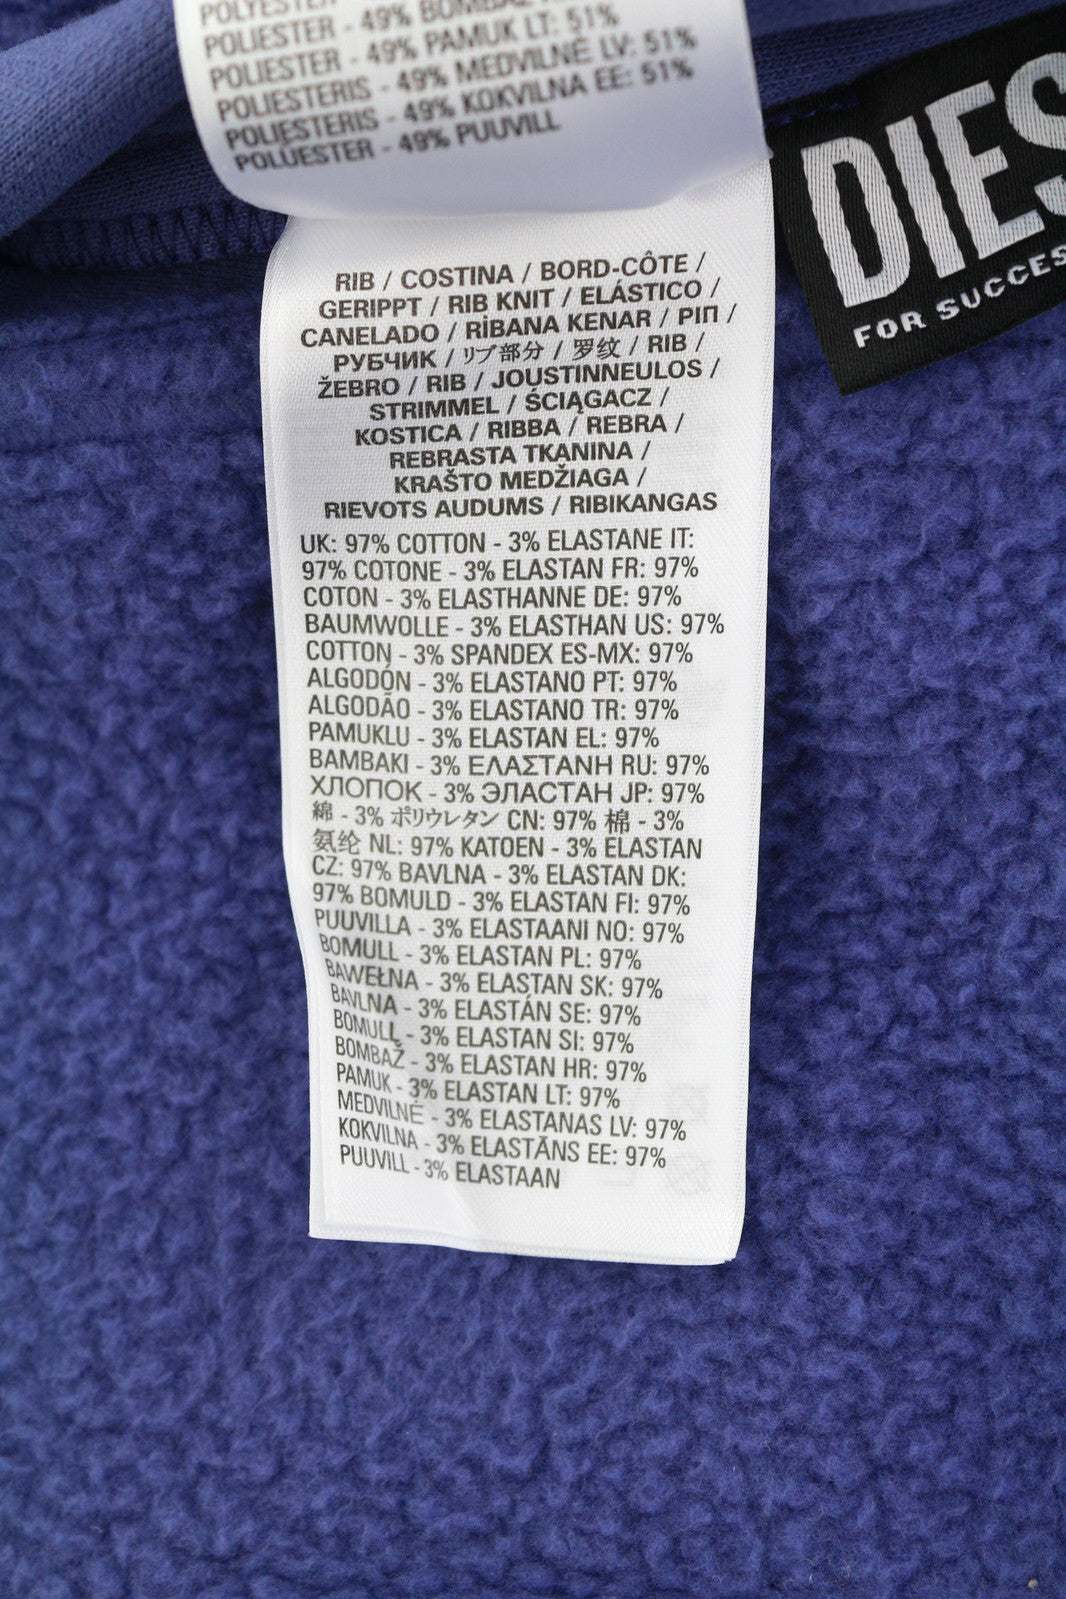 POLYESTER
POLIESTER - 49% BOMBAŽ
POLIESTER - 49% PAMUK LT: 51%
POLIESTERIS - 49% MEDVILNĖ LV: 51%
POLIESTERIS - 49% KOKVILNA EE: 51%
POLÜESTER - 49% PUUVILL
DIES
FOR SUCCES
RIB / COSTINA / BORD-CÔTE /
GERIPPT / RIB KNIT / ELÁSTICO /
CANELADO / RİBANA KENAR / ΡΙΠ /
РУБЧИК / リブ部分 / 罗纹 / RIB /
ŽEBRO / RIB / JOUSTINNEULOS /
STRIMMEL / ŚCIĄGACZ /
KOSTICA / RIBBA / REBRA /
REBRASTA TKANINA /
KRAŠTO MEDŽIAGA /
RIEVOTS AUDUMS / RIBIKANGAS
UK: 97% COTTON - 3% ELASTANE IT:
97% COTONE - 3% ELASTAN FR: 97%
COTON - 3% ELASTHANNE DE: 97%
BAUMWOLLE - 3% ELASTHAN US: 97%
COTTON - 3% SPANDEX ES-MX: 97%
ALGODÓN - 3% ELASTANO PT: 97%
ALGODÃO - 3% ELASTANO TR: 97%
PAMUKLU - 3% ELASTAN EL: 97%
ΒΑΜΒΑΚΙ - 3% ΕΛΑΣΤΑΝΗ RU: 97%
ХЛОПОК - 3% ЭЛАСТАН JP: 97%
綿 - 3% ポリウレタン CN: 97% 棉 - 3%
氨纶 NL: 97% KATOEN - 3% ELASTAN
CZ: 97% BAVLNA - 3% ELASTAN DK:
97% BOMULD - 3% ELASTAN FI: 97%
PUUVILLA - 3% ELASTAANI NO: 97%
BOMULL - 3% ELASTAN PL: 97%
BAWEŁNA - 3% ELASTAN SK: 97%
BAVLNA - 3% ELASTÁN SE: 97%
BOMULL - 3% ELASTAN SI: 97%
BOMBAŽ - 3% ELASTAN HR: 97%
PAMUK - 3% ELASTAN LT: 97%
MEDVILNĖ - 3% ELASTANAS LV: 97%
KOKVILNA - 3% ELASTĀNS EE: 97%
PUUVILL - 3% ELASTAAN